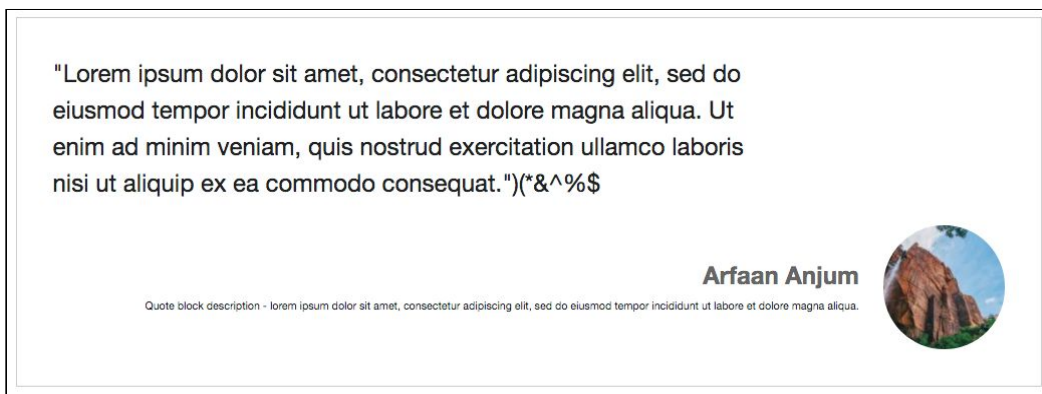 "Lorem ipsum dolor sit amet, consectetur adipiscing elit, sed do
eiusmod tempor incididunt ut labore et dolore magna aliqua. Ut
enim ad minim veniam, quis nostrud exercitation ullamco laboris
nisi ut aliquip ex ea commodo consequat.")(*&^%$
Arfaan Anjum
Quote block description - lorem ipsum dolor sit amet, consectetur adipiscing elit, sed do eiusmod tempor incididunt ut labore et dolore magna aliqua.